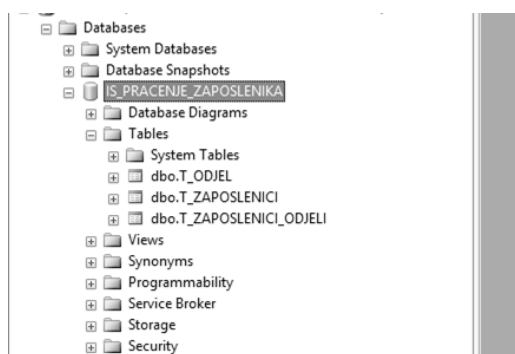 Databases
System Databases
Database Snapshots
IS_PRACENJE_ZAPOSLENIKA
Database Diagrams
Tables
System Tables
dbo.T_ODJEL
dbo.T_ZAPOSLENICI
dbo.T_ZAPOSLENICI_ODJELI
Views
Synonyms
Programmability
Service Broker
Storage
Security